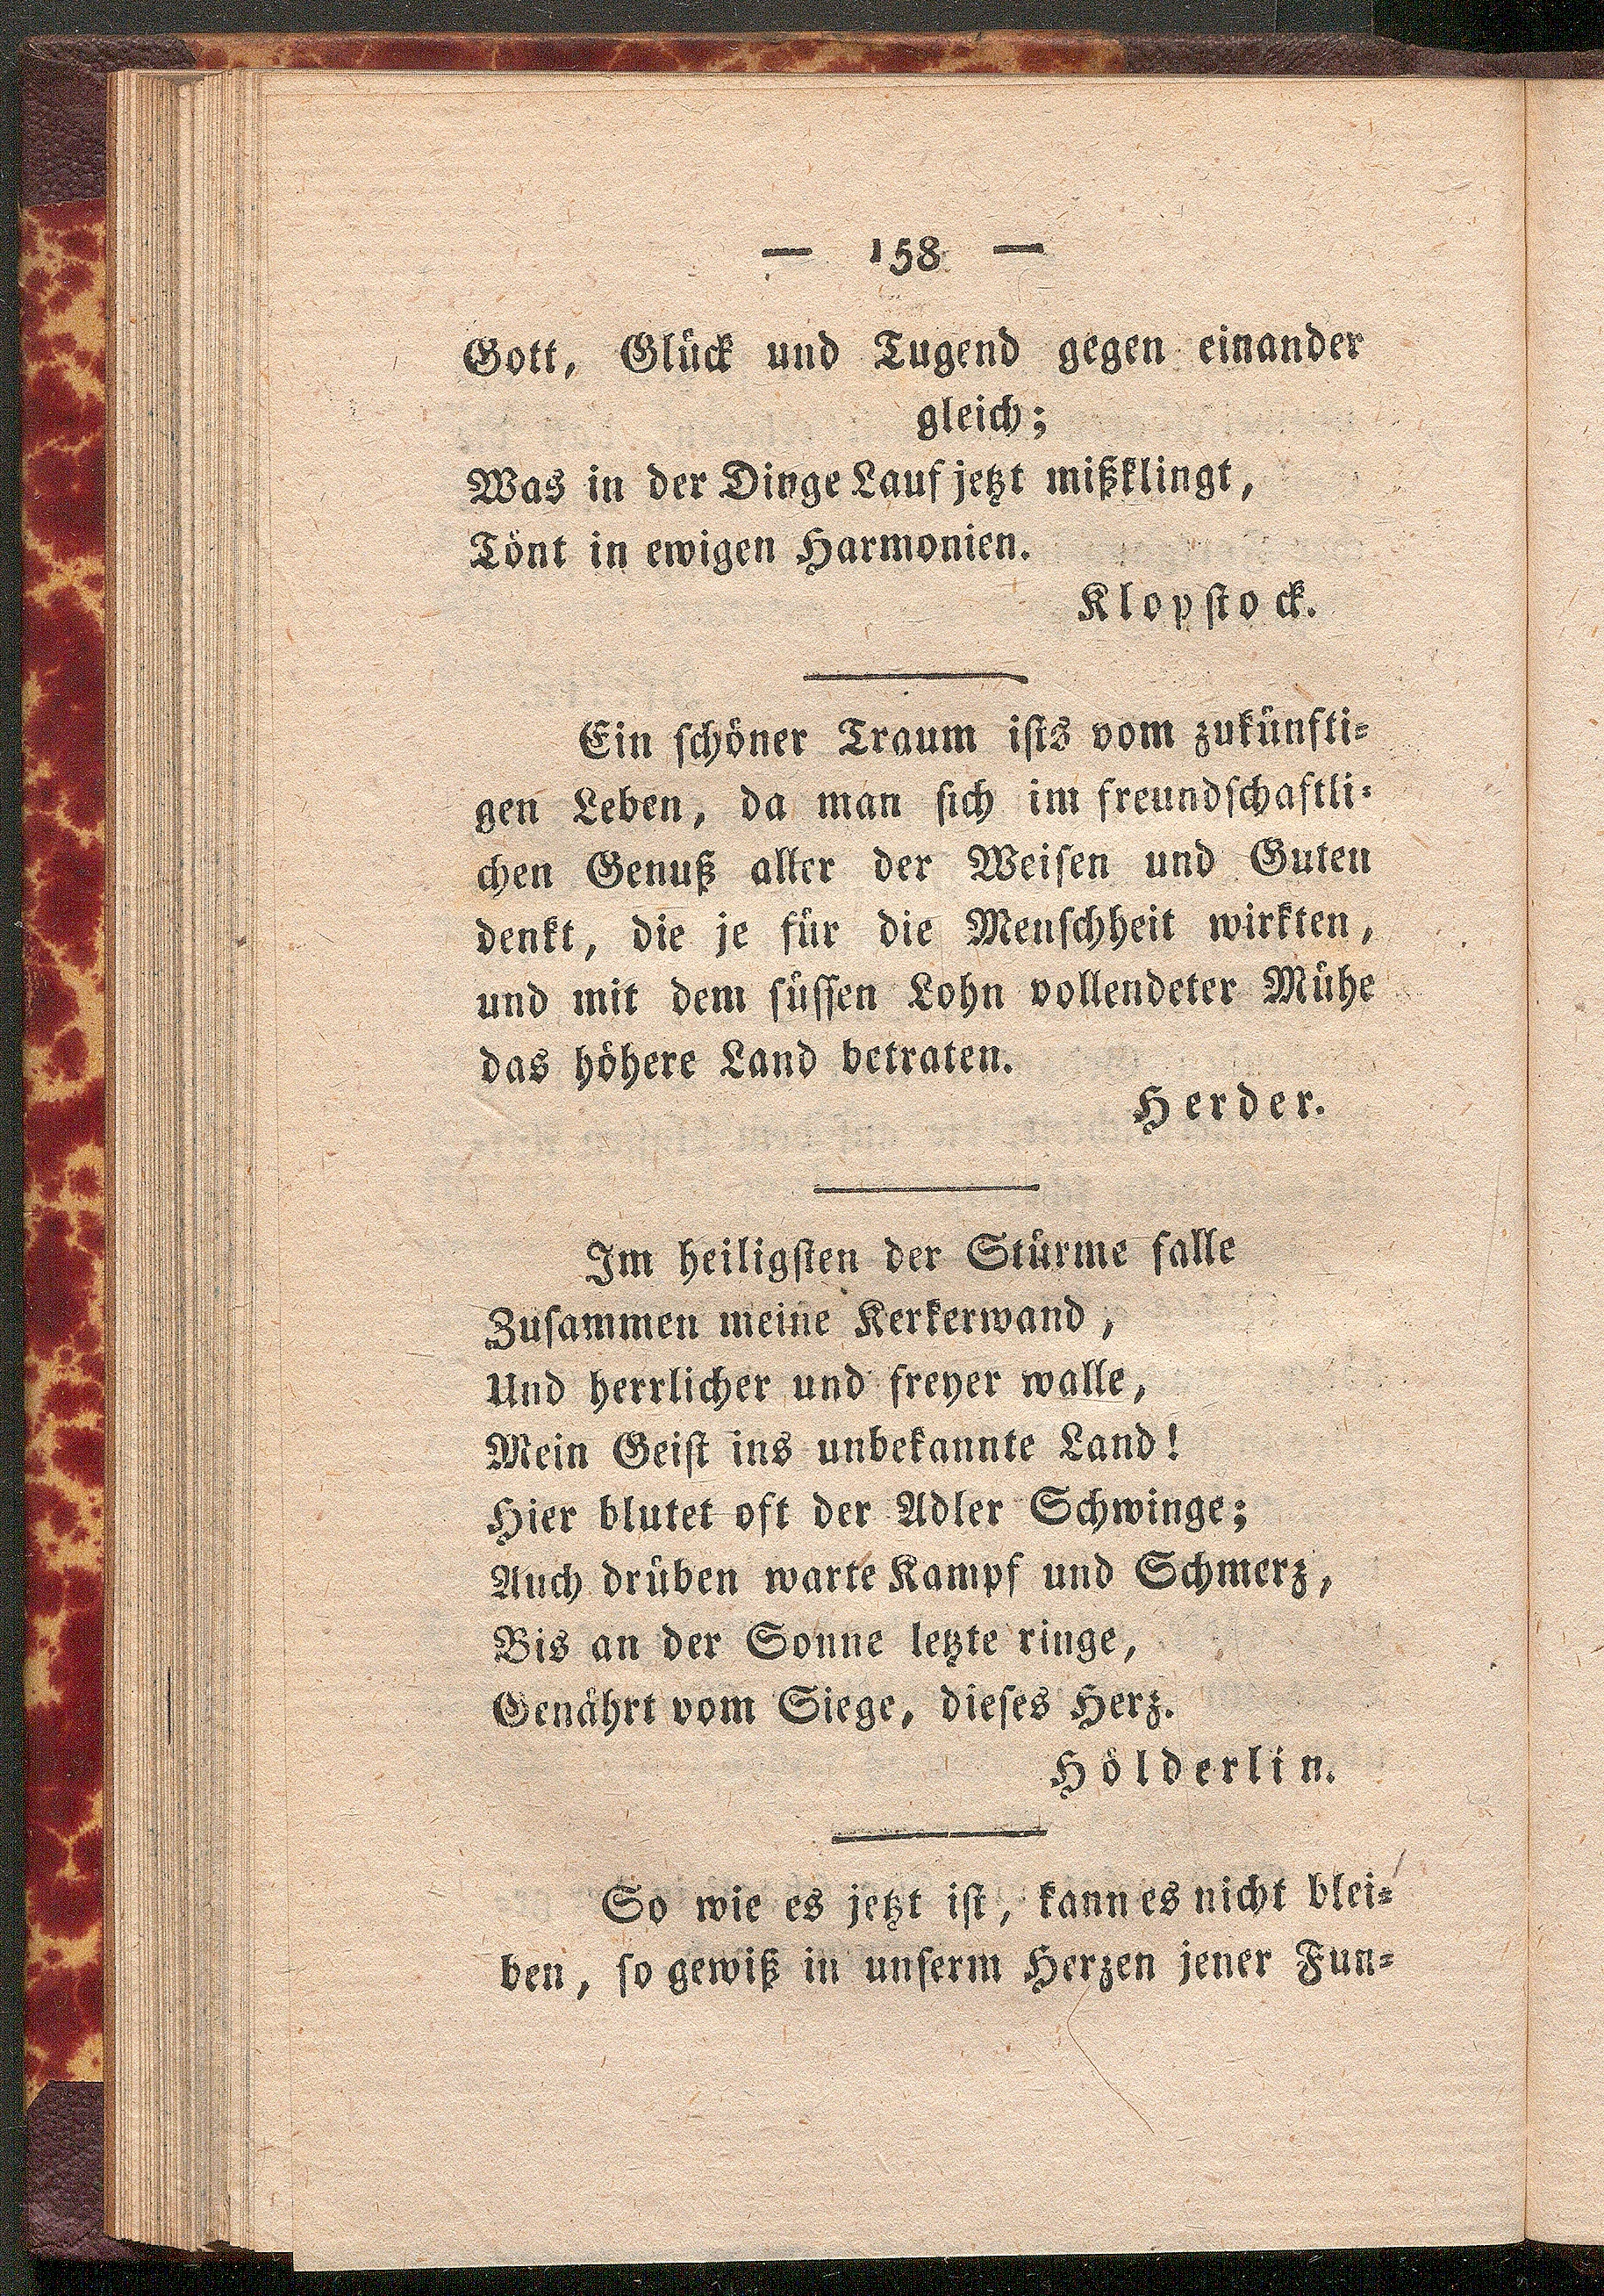 — 158 —
Gott, Glück und Tugend gegen einander
gleich;
Was in der Dinge Lauf jetzt mißklingt,
Tönt in ewigen Harmonien.
Klopſtock.
Ein ſchöner Traum iſts vom zukünfti⸗
gen Leben, da man ſich im freundſchaftli⸗
chen Genuß aller der Weiſen und Guten
denkt, die je für die Menſchheit wirkten,
und mit dem ſüſſen Lohn vollendeter Mühe
das höhere Land betraten.
Herder.
Im heiligſten der Stürme falle
Zuſammen meine Kerkerwand,
Und herrlicher und freyer walle,
Mein Geiſt ins unbekannte Land!
Hier blutet oft der Adler Schwinge;
Auch drüben warte Kampf und Schmerz,
Bis an der Sonne letzte ringe,
Genährt vom Siege, dieſes Herz.
Hölderlin.
So wie es jetzt iſt, kann es nicht blei⸗
ben, ſo gewiß in unſerm Herzen jener Fun⸗